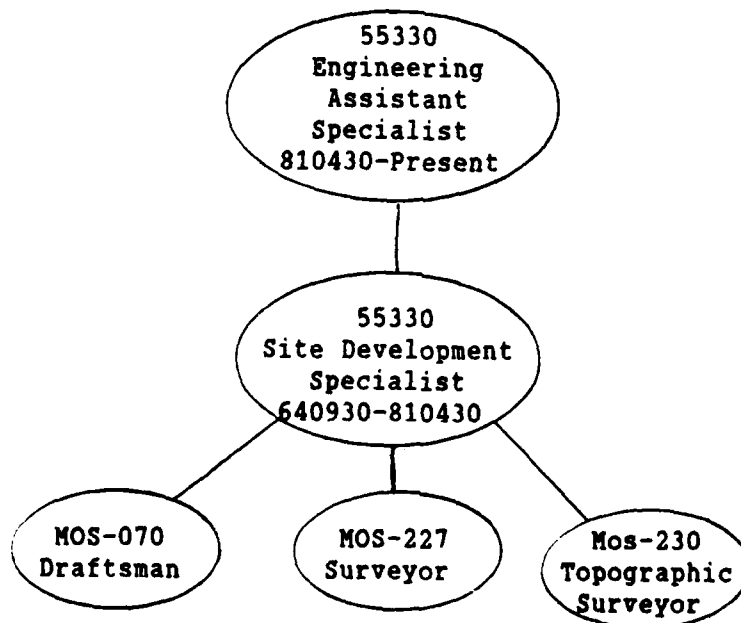 55330
Engineering
Assistant
Specialist
810430-Present
55330
Site Development
Specialist
640930-810430
MOS-070
Draftsman
MOS-227
Surveyor
Mos-230
Topographic
Surveyor